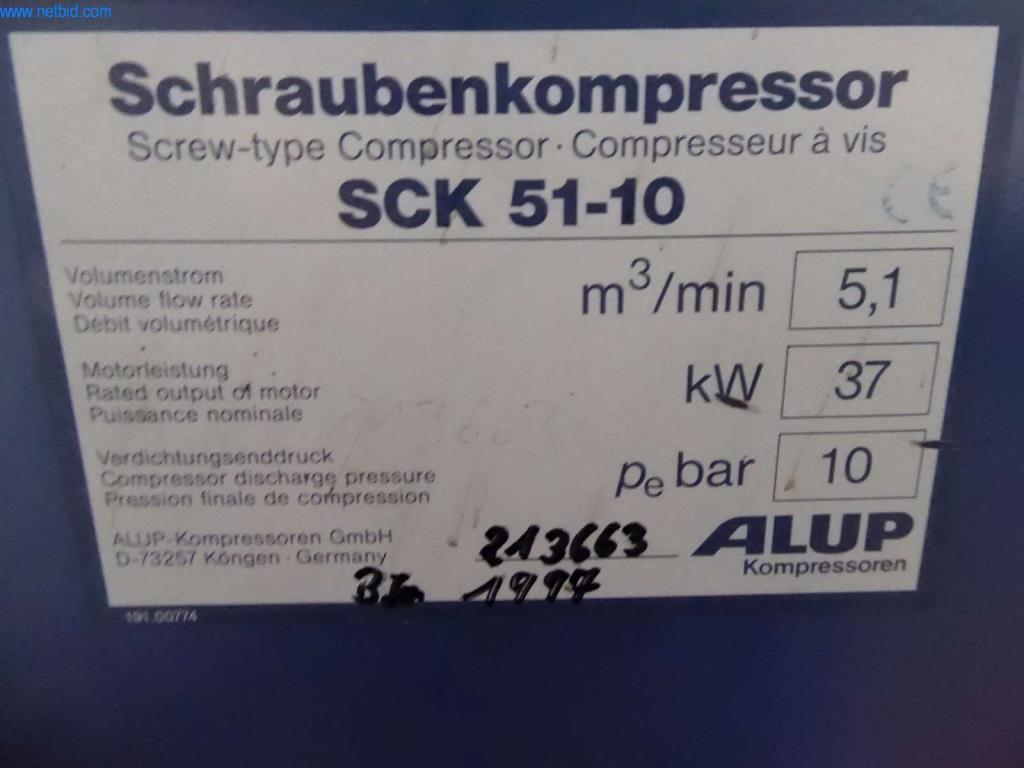 www.netbid.com
Schraubenkompressor
Screw-type Compressor · Compresseur à vis
SCK 51-10
CE
Volumenstrom
Volume flow rate
Débit volumétrique
m³/min 5,1
Motorleistung
Rated output of motor
Puissance nominale
kW 37
Verdichtungsenddruck
Compressor discharge pressure
Pression finale de compression
pe bar 10
ALUP-Kompressoren GmbH
D-73257 Köngen · Germany
213663
1997
ALUP
Kompressoren